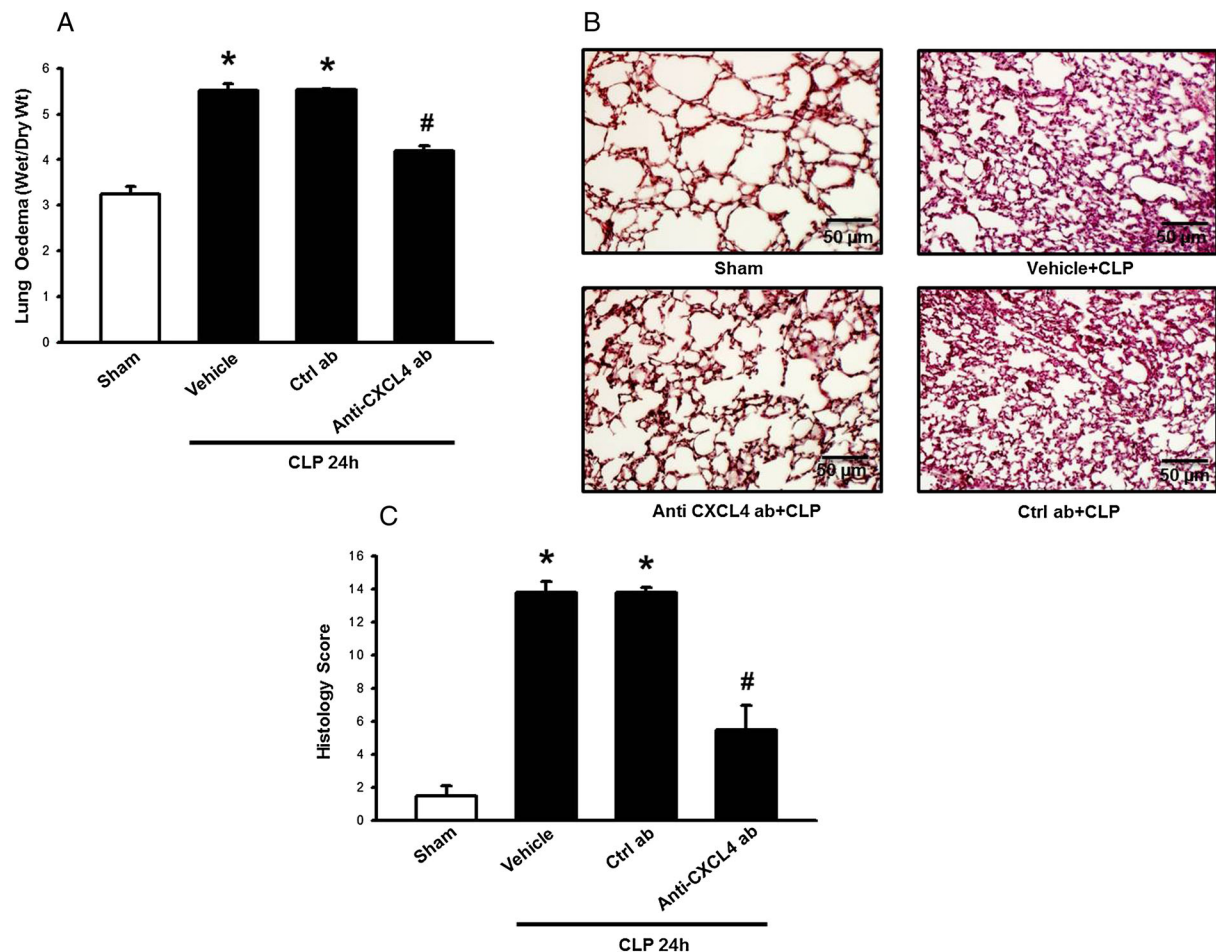 A
Lung Oedema (Wet/Dry Wt)
6
5
4
3
2
1
0
*
*
#
Sham
Vehicle
Ctrl ab
Anti-CXCL4 ab
CLP 24h
B
50 µm
Sham
50 µm
Vehicle+CLP
50 µm
Anti CXCL4 ab+CLP
50 µm
Ctrl ab+CLP
C
Histology Score
16
14
12
10
8
6
4
2
0
*
*
#
Sham
Vehicle
Ctrl ab
Anti-CXCL4 ab
CLP 24h